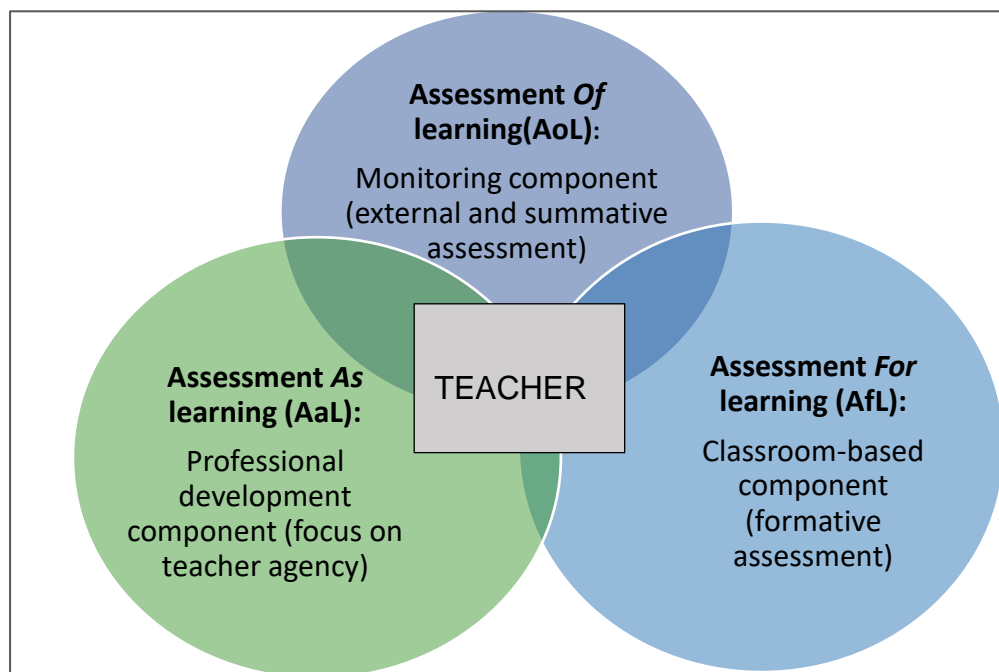 Assessment Of
learning(AoL):
Monitoring component
(external and summative
assessment)
TEACHER
Assessment As
learning (AaL):
Professional
development
component (focus on
teacher agency)
Assessment For
learning (AfL):
Classroom-based
component
(formative
assessment)